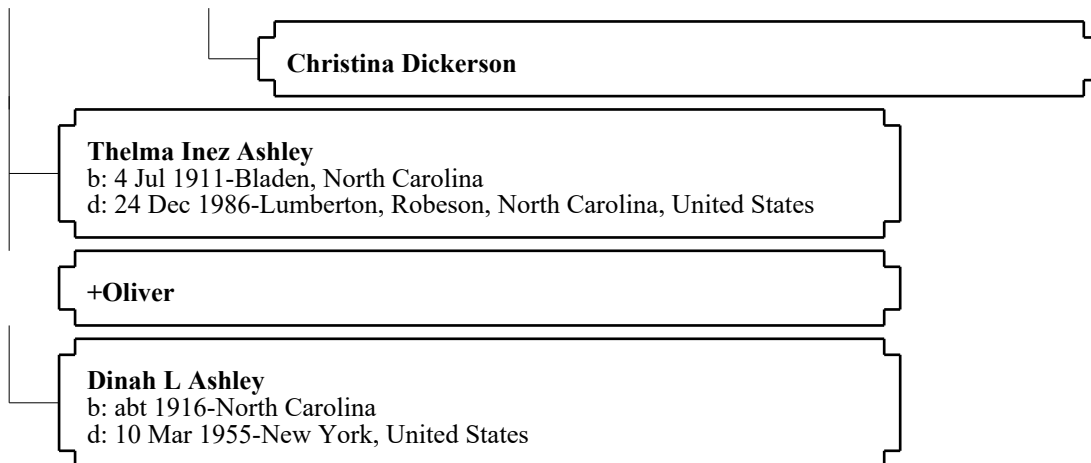 Christina Dickerson
Thelma Inez Ashley
b: 4 Jul 1911-Bladen, North Carolina
d: 24 Dec 1986-Lumberton, Robeson, North Carolina, United States
+Oliver
Dinah L Ashley
b: abt 1916-North Carolina
d: 10 Mar 1955-New York, United States